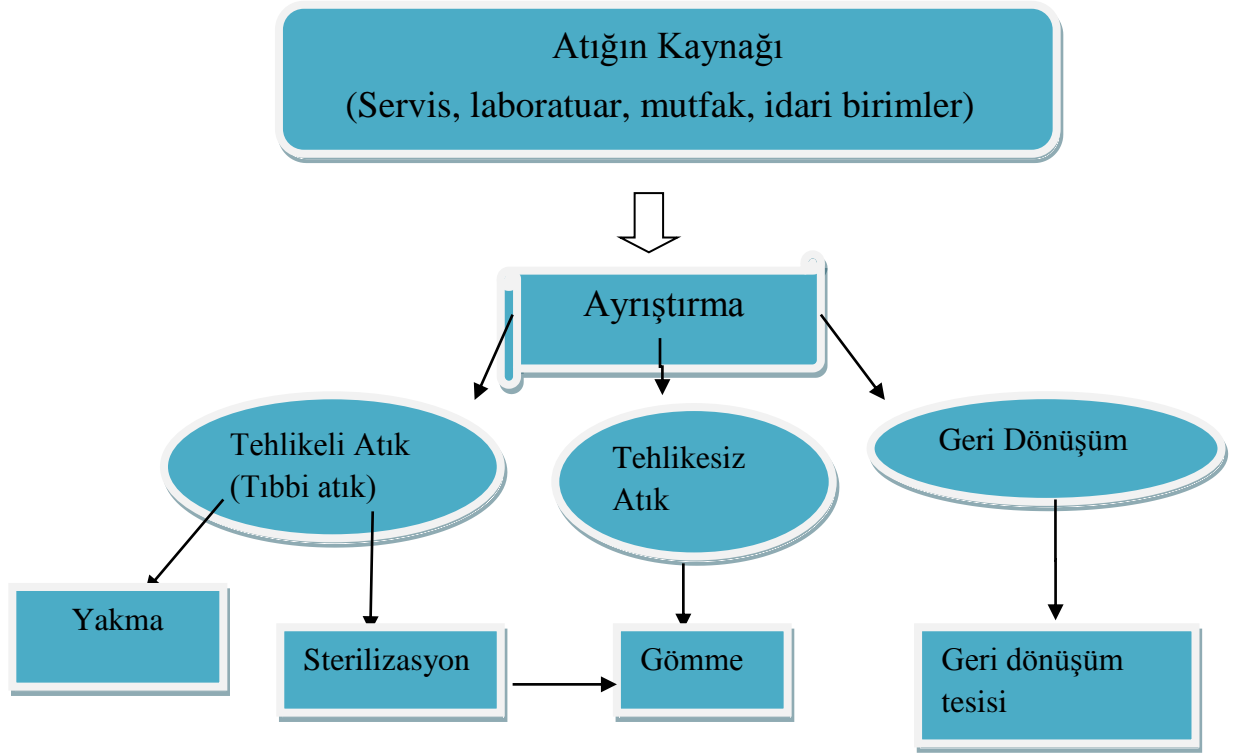 Atığın Kaynağı
(Servis, laboratuar, mutfak, idari birimler)
Ayrıştırma
Tehlikeli Atık
(Tıbbi atık)
Tehlikesiz
Atık
Geri Dönüşüm
Yakma
Sterilizasyon
Gömme
Geri dönüşüm
tesisi